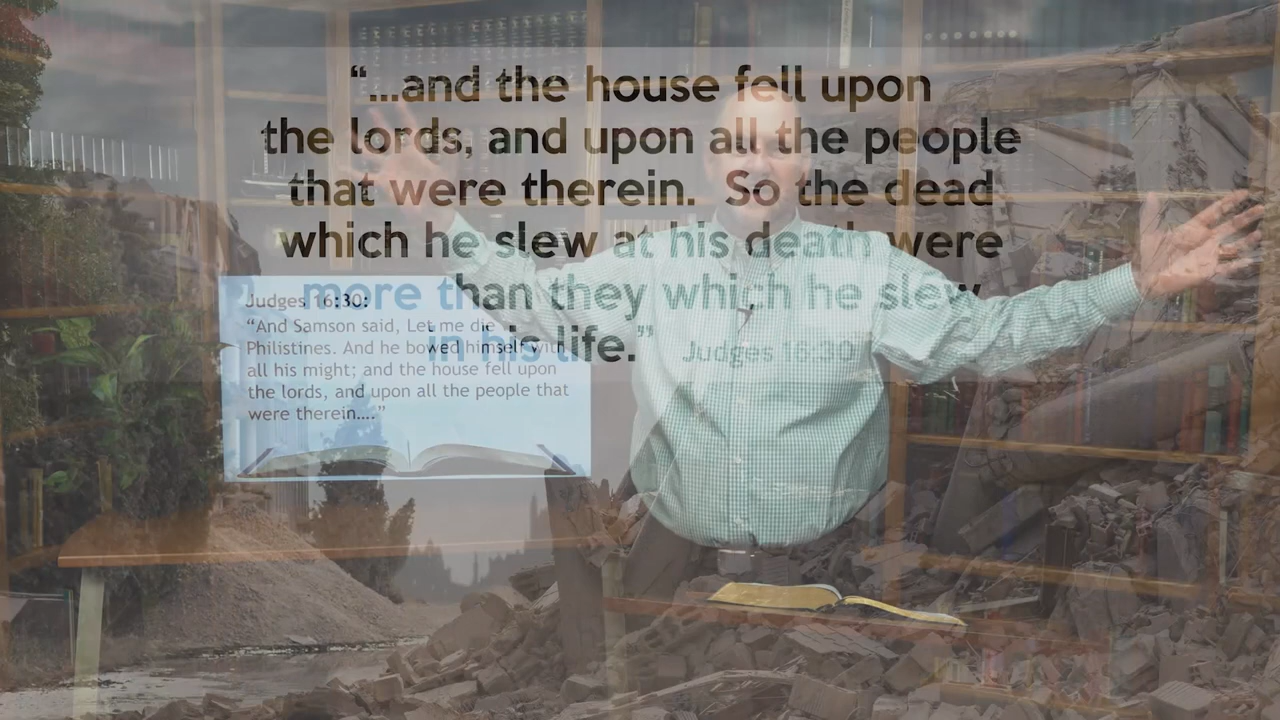 “...and the house fell upon
the lords, and upon all the people
that were therein. So the dead
which he slew at his death were
more than they which he slew
in his life.” Judges 16:30
Judges 16:30:
“And Samson said, Let me die
Philistines. And he bowed himself with
all his might; and the house fell upon
the lords, and upon all the people that
were therein....”